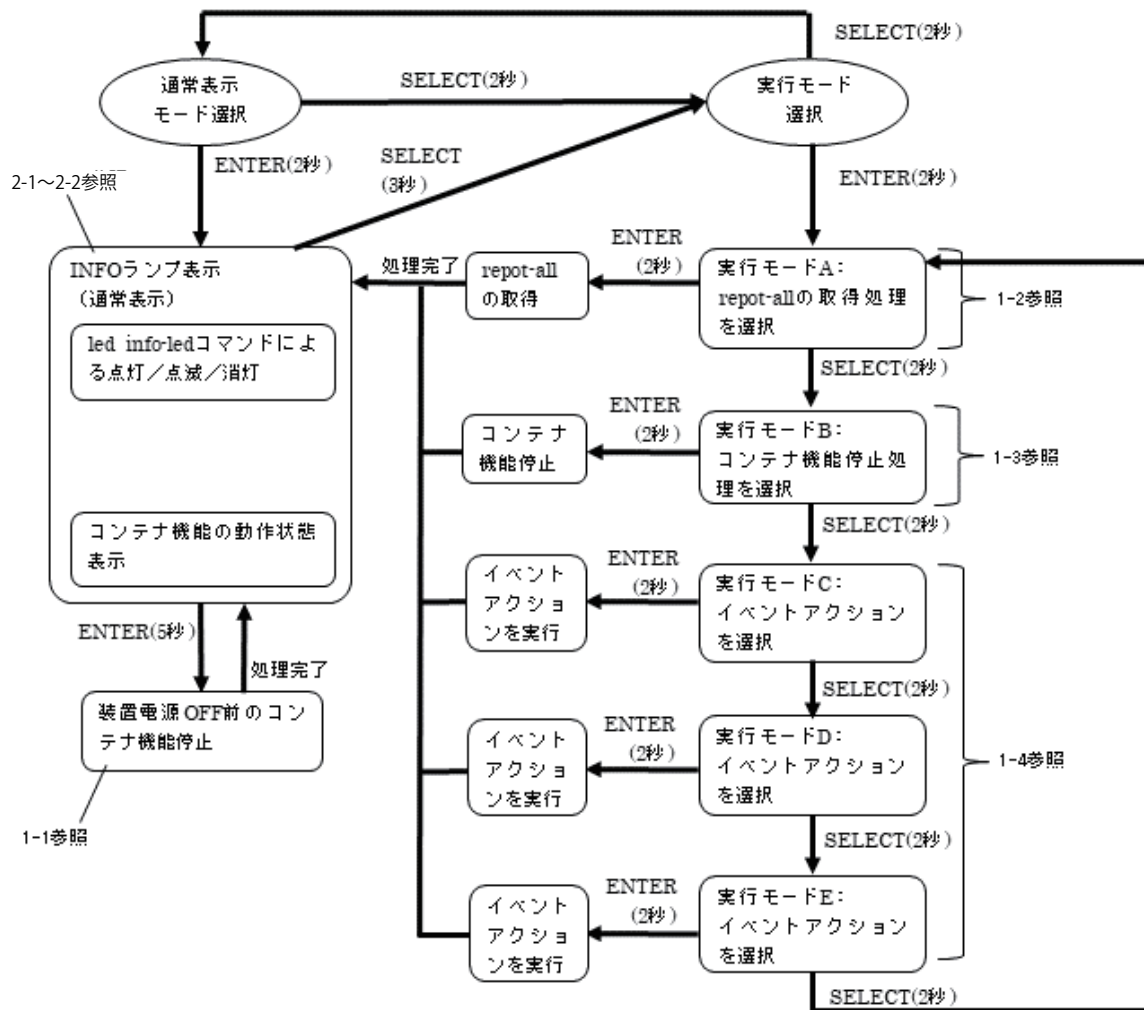 SELECT(2秒)
通常表示
モード選択
SELECT(2秒)
実行モード
選択
ENTER(2秒)
SELECT
(3秒)
ENTER(2秒)
2-1～2-2参照
INFOランプ表示
（通常表示）
led info-ledコマンドによ
る点灯／点滅／消灯
コンテナ機能の動作状態
表示
処理完了
repot-all
の取得
ENTER
(2秒)
実行モードA：
repot-allの取得処理
を選択
1-2参照
SELECT(2秒)
コンテナ
機能停止
ENTER
(2秒)
実行モードB：
コンテナ機能停止処
理を選択
1-3参照
SELECT(2秒)
イベント
アクショ
ンを実行
ENTER
(2秒)
実行モードC：
イベントアクション
を選択
SELECT(2秒)
ENTER(5秒)
処理完了
装置電源OFF前のコン
テナ機能停止
1-1参照
イベント
アクショ
ンを実行
ENTER
(2秒)
実行モードD：
イベントアクション
を選択
1-4参照
SELECT(2秒)
イベント
アクショ
ンを実行
ENTER
(2秒)
実行モードE：
イベントアクション
を選択
SELECT(2秒)